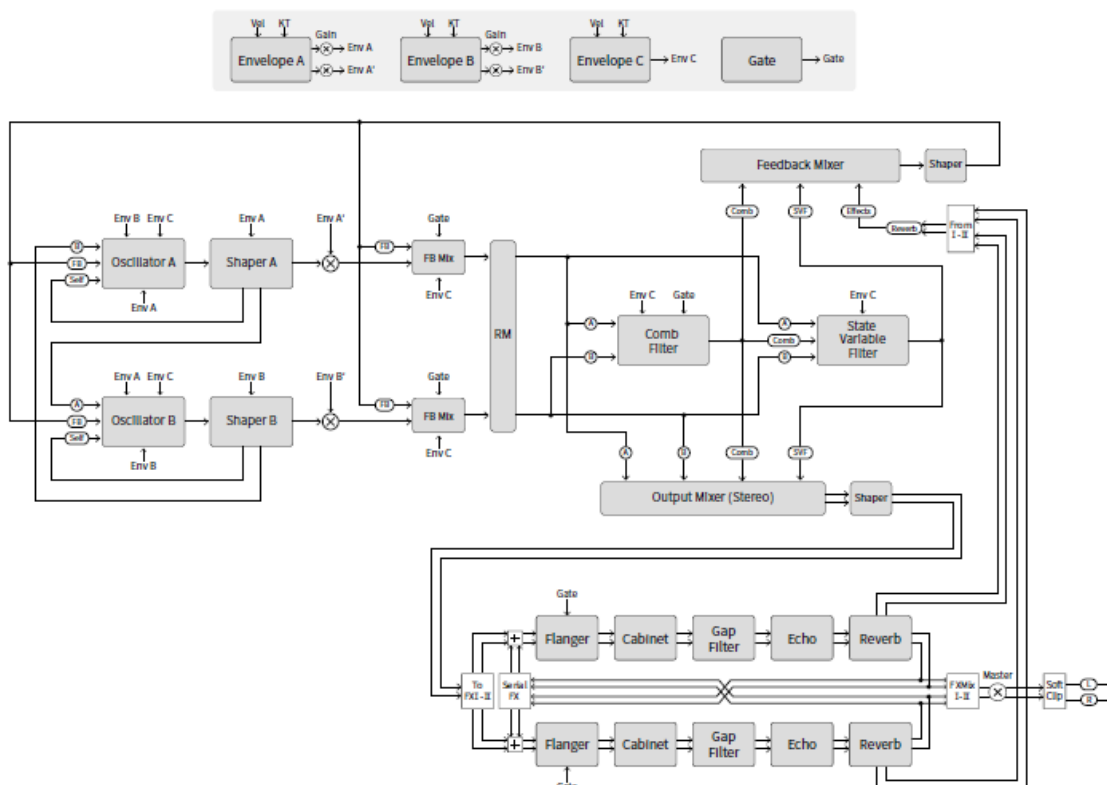 Vel KT
Gain
Envelope A
Env A
Env A'
Vel KT
Gain
Envelope B
Env B
Env B'
Vel KT
Envelope C
Env C
Gate
Gate
Feedback Mixer
Shaper
Comb
SVF
Effects
Reverb
From
I-II
Env B Env C
Env A
Env A'
Gate
B
FB
Self
Oscillator A
Shaper A
FB
FB Mix
Env A
Env C
RM
Env C Gate
Env C
A
B
Comb
Filter
A
Comb
B
State
Variable
Filter
Env A Env C
Env B
Env B'
Gate
A
FB
Self
Oscillator B
Shaper B
FB
FB Mix
Env B
Env C
A
B
Comb
SVF
Output Mixer (Stereo)
Shaper
Gate
Flanger
Cabinet
Gap
Filter
Echo
Reverb
To
FXI-II
Serial
FX
FXMix
I-II
Master
Soft
Clip
L
R
Flanger
Cabinet
Gap
Filter
Echo
Reverb
Gate